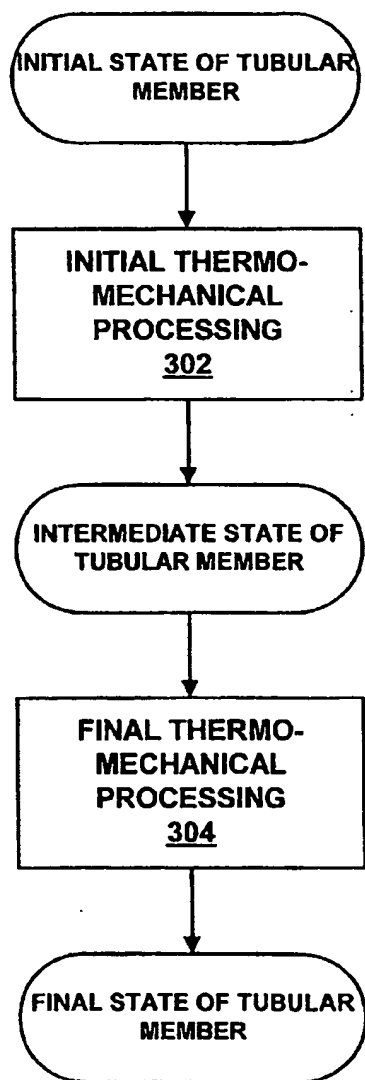 INITIAL STATE OF TUBULAR
MEMBER
INITIAL THERMO-
MECHANICAL
PROCESSING
302
INTERMEDIATE STATE OF
TUBULAR MEMBER
FINAL THERMO-
MECHANICAL
PROCESSING
304
FINAL STATE OF TUBULAR
MEMBER